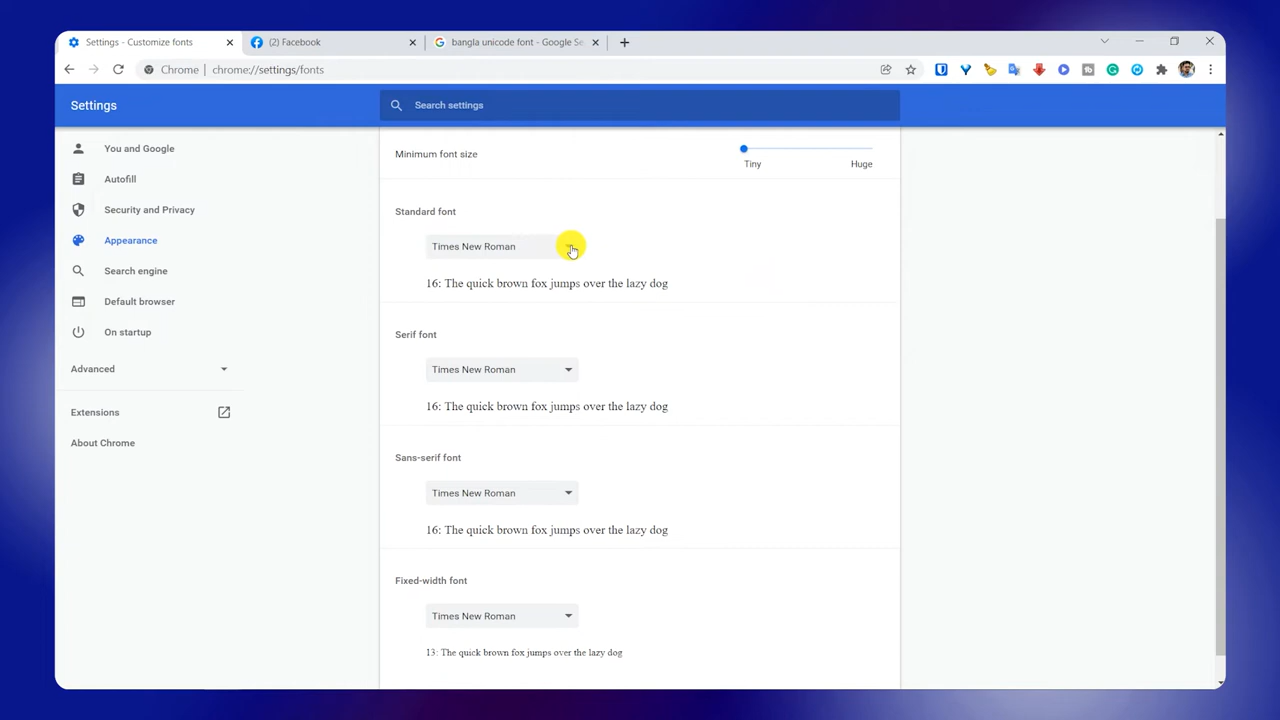 Settings - Customize fonts
(2) Facebook
bangla unicode font - Google Se
Chrome | chrome://settings/fonts
Settings
Search settings
You and Google
Autofill
Security and Privacy
Appearance
Search engine
Default browser
On startup
Advanced
Extensions
About Chrome
Minimum font size
Tiny
Huge
Standard font
Times New Roman
16: The quick brown fox jumps over the lazy dog
Serif font
Times New Roman
16: The quick brown fox jumps over the lazy dog
Sans-serif font
Times New Roman
16: The quick brown fox jumps over the lazy dog
Fixed-width font
Times New Roman
13: The quick brown fox jumps over the lazy dog